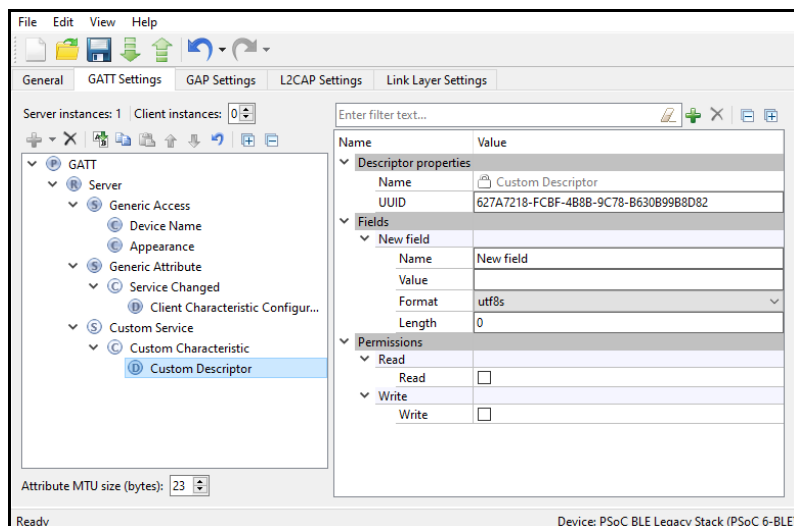 File Edit View Help
General GATT Settings GAP Settings L2CAP Settings Link Layer Settings
Server instances: 1 Client instances: 0
Enter filter text...
GATT
Server
Generic Access
Device Name
Appearance
Generic Attribute
Service Changed
Client Characteristic Configur...
Custom Service
Custom Characteristic
Custom Descriptor
Attribute MTU size (bytes): 23
Name Value
Descriptor properties
Name Custom Descriptor
UUID 627A7218-FCBF-4B8B-9C78-B630B99B8D82
Fields
New field
Name New field
Value
Format utf8s
Length 0
Permissions
Read
Read
Write
Write
Ready Device: PSoC BLE Legacy Stack (PSoC 6-BLE)